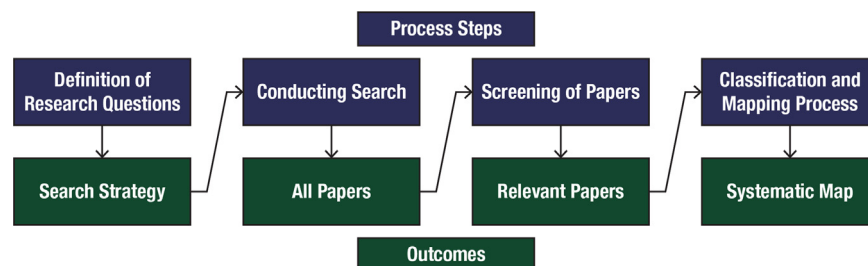 Process Steps
Definition of
Research Questions
Conducting Search
Screening of Papers
Classification and
Mapping Process
Search Strategy
All Papers
Relevant Papers
Systematic Map
Outcomes